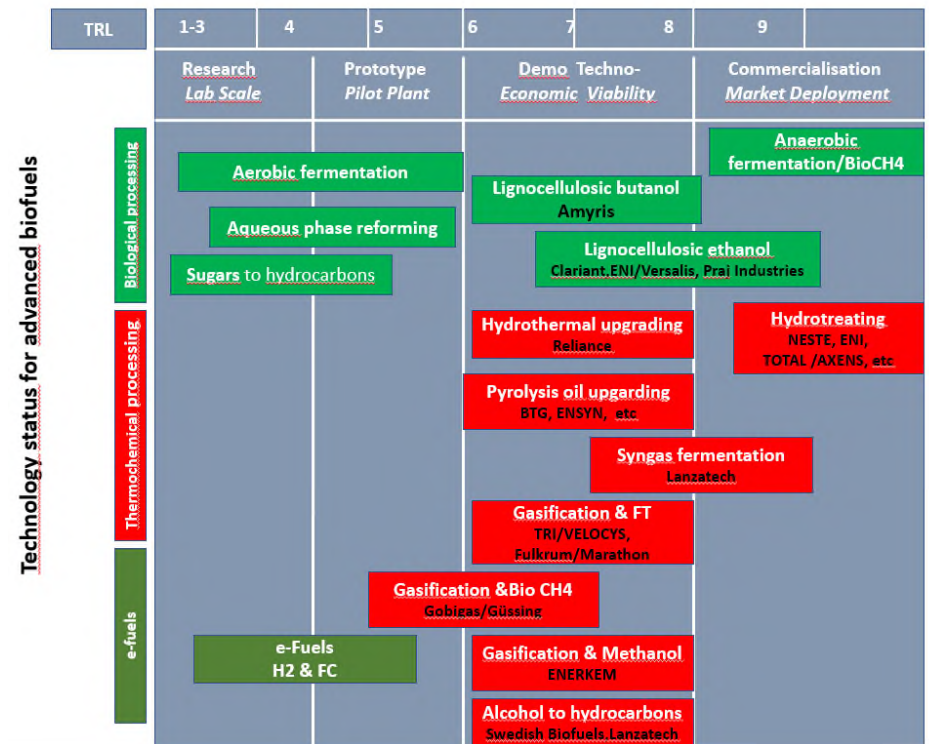 TRL 1-3 4 5 6 7 8 9
Research Prototype Demo Techno- Commercialisation
Lab Scale Pilot Plant Economic Viability Market Deployment
Technology status for advanced biofuels
Biological processing
Anaerobic
fermentation/BioCH4
Aerobic fermentation
Lignocellulosic butanol
Amyris
Aqueous phase reforming
Lignocellulosic ethanol
Clariant,ENI/Versalis, Praj Industries
Sugars to hydrocarbons
Thermochemical processing
Hydrothermal upgrading
Reliance
Hydrotreating
NESTE, ENI,
TOTAL /AXENS, etc
Pyrolysis oil upgarding
BTG, ENSYN, etc
Syngas fermentation
Lanzatech
Gasification & FT
TRI/VELOCYS,
Fulkrum/Marathon
e-fuels
Gasification &Bio CH4
Gobigas/Güssing
e-Fuels
H2 & FC
Gasification & Methanol
ENERKEM
Alcohol to hydrocarbons
Swedish Biofuels.Lanzatech